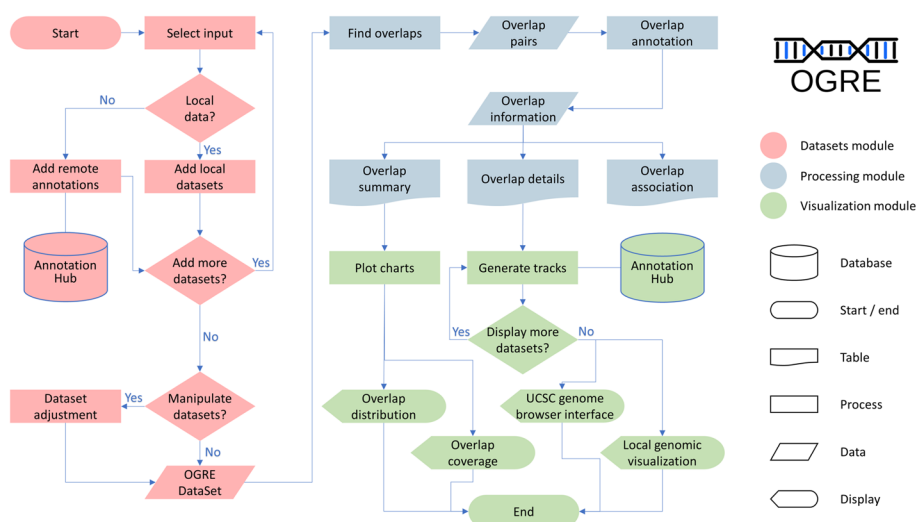 Start
Select input
No
Local
data?
Yes
Add remote
annotations
Add local
datasets
Annotation
Hub
Add more
datasets?
Yes
No
Dataset
adjustment
Yes
Manipulate
datasets?
No
OGRE
DataSet
Find overlaps
Overlap
pairs
Overlap
annotation
Overlap
information
Overlap
summary
Overlap details
Overlap
association
Plot charts
Generate tracks
Annotation
Hub
Yes
Display more
datasets?
No
Overlap
distribution
UCSC genome
browser interface
Overlap
coverage
Local genomic
visualization
End
OGRE
Datasets module
Processing module
Visualization module
Database
Start / end
Table
Process
Data
Display